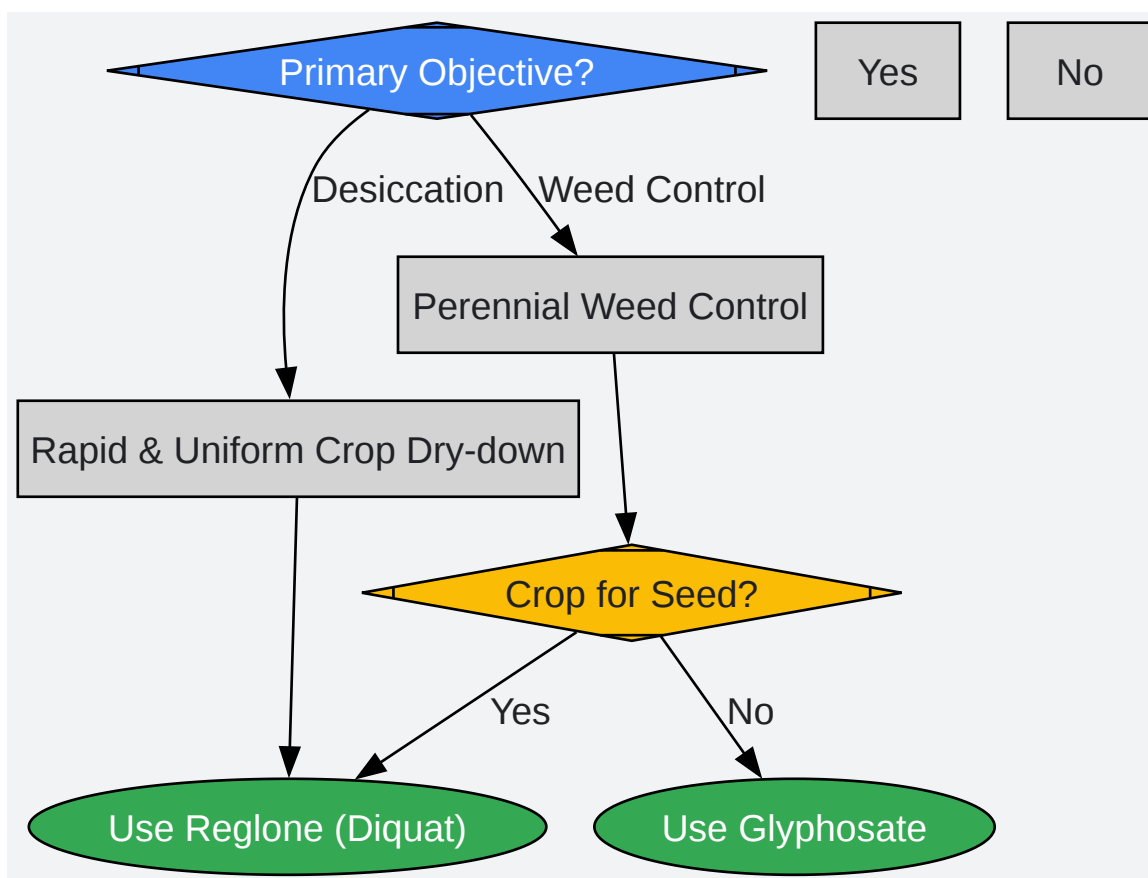 Primary Objective?
Yes
No
Desiccation
Weed Control
Perennial Weed Control
Rapid & Uniform Crop Dry-down
Crop for Seed?
Yes
No
Use Reglone (Diquat)
Use Glyphosate